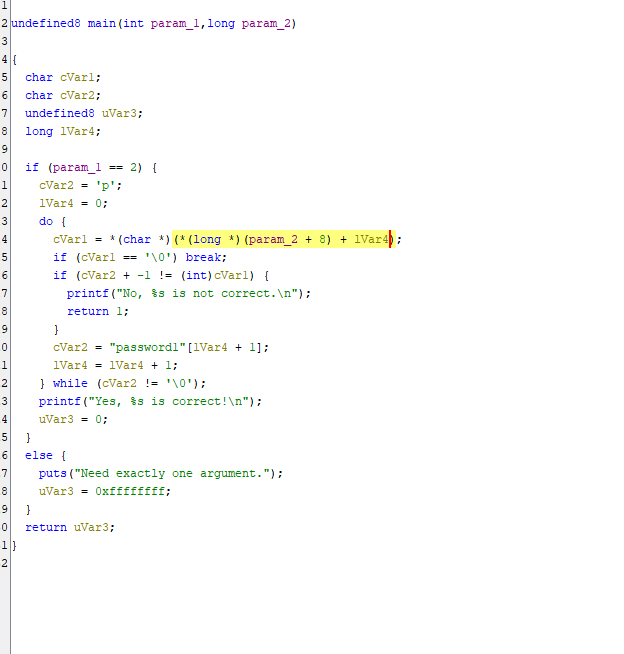 1
2 undefined8 main(int param_1,long param_2)
3
4 {
5 char cVar1;
6 char cVar2;
7 undefined8 uVar3;
8 long lVar4;
9
0 if (param_1 == 2) {
1 cVar2 = 'p';
2 lVar4 = 0;
3 do {
4 cVar1 = *(char *)(*(long *)(param_2 + 8) + lVar4);
5 if (cVar1 == '\0') break;
6 if (cVar2 + -1 != (int)cVar1) {
7 printf("No, %s is not correct.\n");
8 return 1;
9 }
0 cVar2 = "password1"[lVar4 + 1];
1 lVar4 = lVar4 + 1;
2 } while (cVar2 != '\0');
3 printf("Yes, %s is correct!\n");
4 uVar3 = 0;
5 }
6 else {
7 puts("Need exactly one argument.");
8 uVar3 = 0xffffffff;
9 }
0 return uVar3;
1 }
2